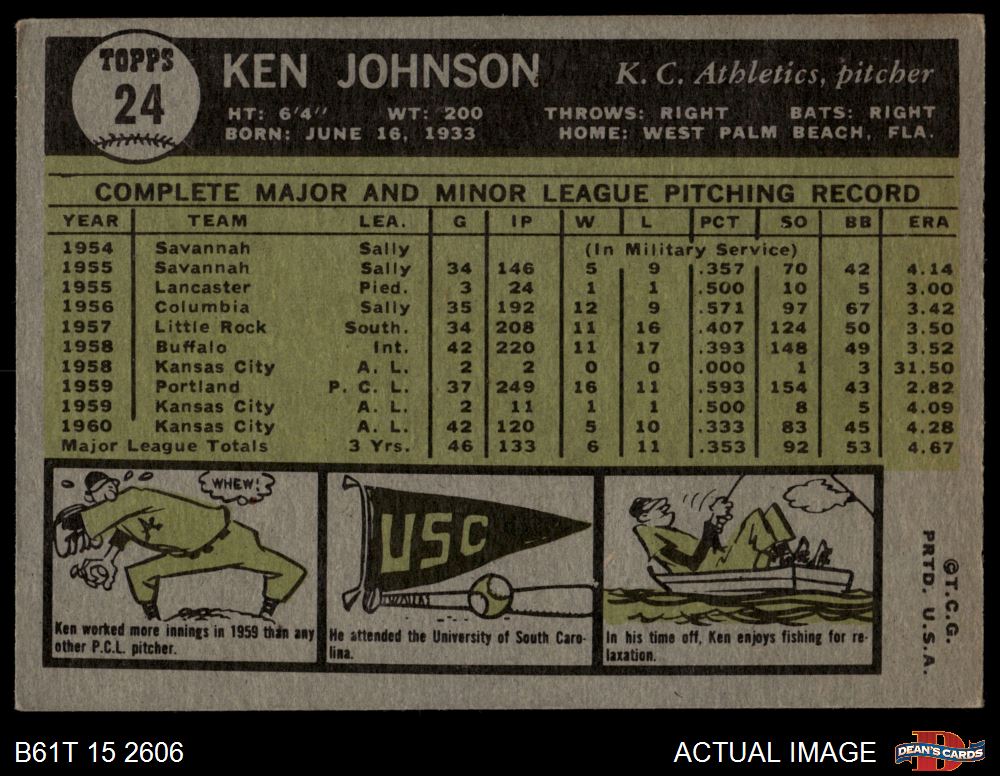 TOPPS
24
KEN JOHNSON
K. C. Athletics, pitcher
HT: 6'4" WT: 200 THROWS: RIGHT BATS: RIGHT
BORN: JUNE 16, 1933 HOME: WEST PALM BEACH, FLA.
COMPLETE MAJOR AND MINOR LEAGUE PITCHING RECORD
YEAR TEAM LEA. G IP W L PCT SO BB ERA
1954 Savannah Sally (In Military Service)
1955 Savannah Sally 34 146 5 9 .357 70 42 4.14
1955 Lancaster Pied. 3 24 1 1 .500 10 5 3.00
1956 Columbia Sally 35 192 12 9 .571 97 67 3.42
1957 Little Rock South. 34 208 11 16 .407 124 50 3.50
1958 Buffalo Int. 42 220 11 17 .393 148 49 3.52
1958 Kansas City A. L. 2 2 0 0 .000 1 3 31.50
1959 Portland P. C. L. 37 249 16 11 .593 154 43 2.82
1959 Kansas City A. L. 2 11 1 1 .500 8 5 4.09
1960 Kansas City A. L. 42 120 5 10 .333 83 45 4.28
Major League Totals 3 Yrs. 46 133 6 11 .353 92 53 4.67
WHEW!
Ken worked more innings in 1959 than any
other P.C.L. pitcher.
USC
He attended the University of South Caro-
lina.
In his time off, Ken enjoys fishing for re-
laxation.
©T.C.G.
PRTD. U.S.A.
B61T 15 2606
ACTUAL IMAGE
D
DEAN'S CARDS